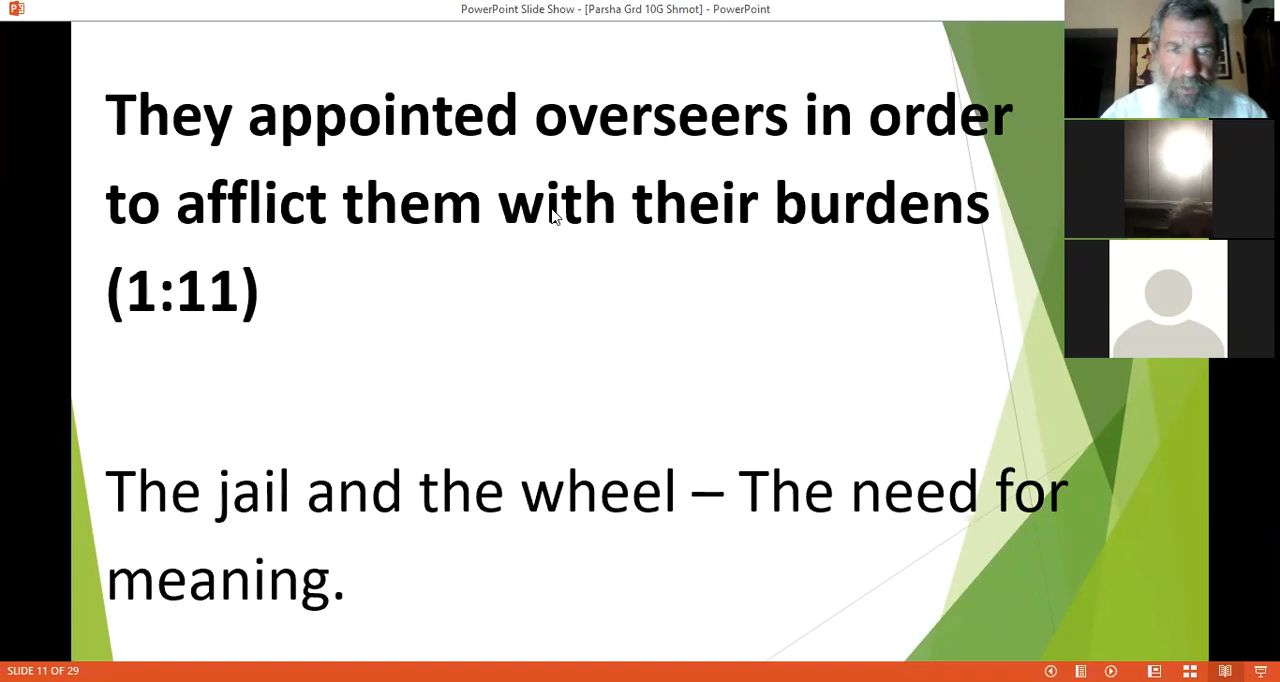 PowerPoint Slide Show - [Parsha Grd 10G Shmot] - PowerPoint
They appointed overseers in order
to afflict them with their burdens
(1:11)
The jail and the wheel – The need for
meaning.
SLIDE 11 OF 29